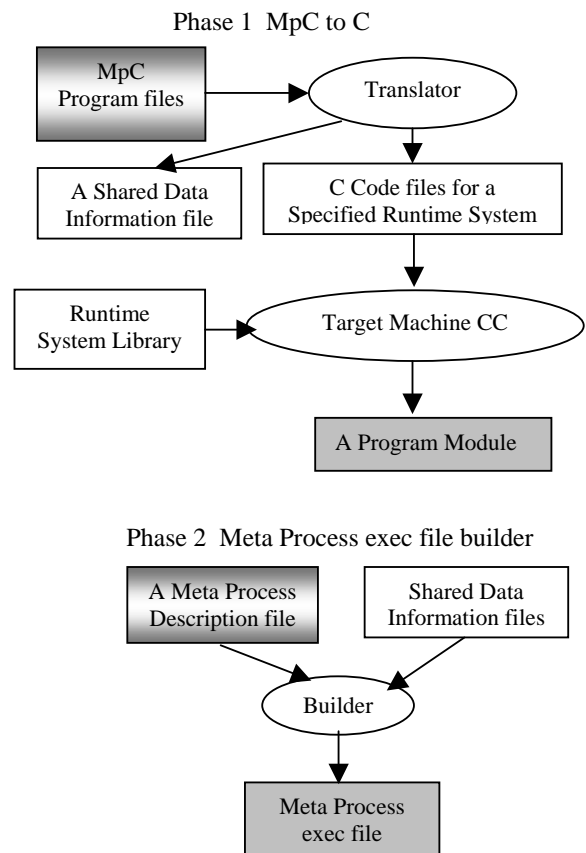 Phase 1  MpC to C
MpC
Program files
Translator
A Shared Data
Information file
C Code files for a
Specified Runtime System
Runtime
System Library
Target Machine CC
A Program Module
Phase 2  Meta Process exec file builder
A Meta Process
Description file
Shared Data
Information files
Builder
Meta Process
exec file